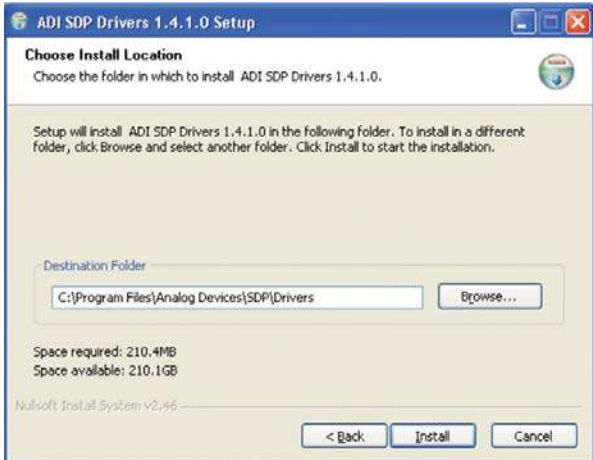 ADI SDP Drivers 1.4.1.0 Setup
Choose Install Location
Choose the folder in which to install ADI SDP Drivers 1.4.1.0.
Setup will install ADI SDP Drivers 1.4.1.0 in the following folder. To install in a different
folder, click Browse and select another folder. Click Install to start the installation.
Destination Folder
C:\Program Files\Analog Devices\SDP\Drivers
Browse...
Space required: 210.4MB
Space available: 210.1GB
Nullsoft Install System v2.46
< Back Install Cancel